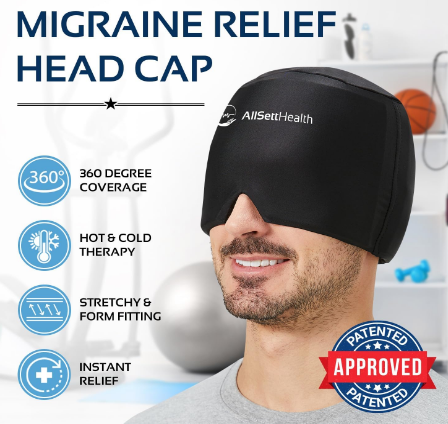 MIGRAINE RELIEF
HEAD CAP
AllSettHealth
360°
360 DEGREE
COVERAGE
HOT & COLD
THERAPY
STRETCHY &
FORM FITTING
INSTANT
RELIEF
PATENTED
APPROVED
PATENTED